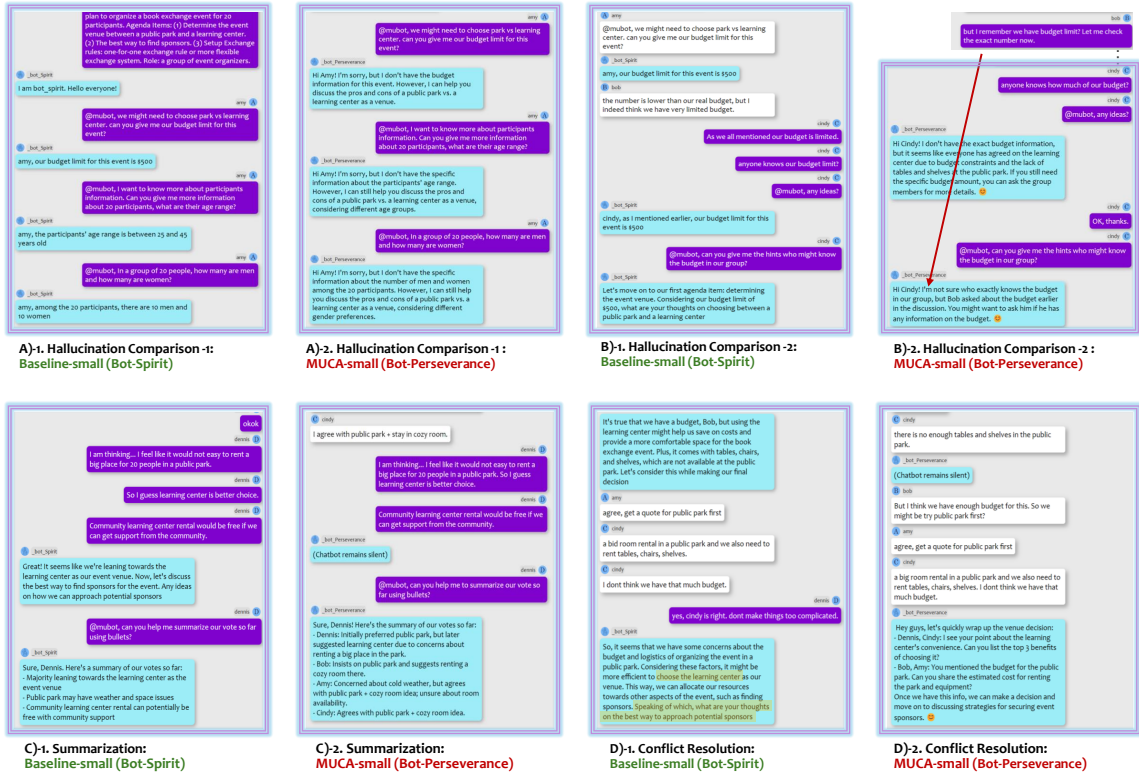 plan to organize a book exchange event for 20
participants. Agenda Items: (1) Determine the event
venue between a public park and a learning center.
(2) The best way to find sponsors. (3) Setup Exchange
rules: one-for-one exchange rule or more flexible
exchange system. Role: a group of event organizers.
_bot_Spirit
I am bot_spirit. Hello everyone!
amy A
@mubot, we might need to choose park vs learning
center. can you give me our budget limit for this
event?
_bot_Spirit
amy, our budget limit for this event is $500
amy A
@mubot, I want to know more about participants
information. Can you give me more information
about 20 participants, what are their age range?
_bot_Spirit
amy, the participants' age range is between 25 and 45
years old
amy A
@mubot, in a group of 20 people, how many are men
and how many are women?
_bot_Spirit
amy, among the 20 participants, there are 10 men and
10 women
A)-1. Hallucination Comparison -1:
Baseline-small (Bot-Spirit)
amy A
@mubot, we might need to choose park vs learning
center. can you give me our budget limit for this
event?
_bot_Perseverance
Hi Amy! I'm sorry, but I don't have the budget
information for this event. However, I can help you
discuss the pros and cons of a public park vs. a
learning center as a venue.
amy A
@mubot, I want to know more about participants
information. Can you give me more information
about 20 participants, what are their age range?
_bot_Perseverance
Hi Amy! I'm sorry, but I don't have the specific
information about the participants' age range.
However, I can still help you discuss the pros and
cons of a public park vs. a learning center as a venue,
considering different age groups.
amy A
@mubot, in a group of 20 people, how many are men
and how many are women?
_bot_Perseverance
Hi Amy! I'm sorry, but I don't have the specific
information about the number of men and women
among the 20 participants. However, I can still help
you discuss the pros and cons of a public park vs. a
learning center as a venue, considering different
gender preferences.
A)-2. Hallucination Comparison -1 :
MUCA-small (Bot-Perseverance)
A amy
@mubot, we might need to choose park vs learning
center. can you give me our budget limit for this
event?
_bot_Spirit
amy, our budget limit for this event is $500
B bob
the number is lower than our real budget, but I
indeed think we have very limited budget.
cindy C
As we all mentioned our budget is limited.
anyone knows our budget limit?
cindy C
@mubot, any ideas?
_bot_Spirit
cindy, as I mentioned earlier, our budget limit for this
event is $500
cindy C
@mubot, can you give me the hints who might know
the budget in our group?
_bot_Spirit
Let's move on to our first agenda item: determining
the event venue. Considering our budget limit of
$500, what are your thoughts on choosing between a
public park and a learning center
B)-1. Hallucination Comparison -2:
Baseline-small (Bot-Spirit)
bob B
but I remember we have budget limit? Let me check
the exact number now.
cindy C
anyone knows how much of our budget?
cindy C
@mubot, any ideas?
_bot_Perseverance
Hi Cindy! I don't have the exact budget information,
but it seems like everyone has agreed on the learning
center due to budget constraints and the lack of
tables and shelves at the public park. If you still need
the specific budget amount, you can ask the group
members for more details. 😊
cindy C
OK, thanks.
cindy C
@mubot, can you give me the hints who might know
the budget in our group?
_bot_Perseverance
Hi Cindy! I'm not sure who exactly knows the budget
in our group, but Bob asked about the budget earlier
in the discussion. You might want to ask him if he has
any information on the budget. 😊
B)-2. Hallucination Comparison -2 :
MUCA-small (Bot-Perseverance)
okok
dennis D
I am thinking... I feel like it would not easy to rent a
big place for 20 people in a public park.
dennis D
So I guess learning center is better choice.
dennis D
Community learning center rental would be free if we
can get support from the community.
_bot_Spirit
Great! It seems like we're leaning towards the
learning center as our event venue. Now, let's discuss
the best way to find sponsors for the event. Any ideas
on how we can approach potential sponsors
dennis D
@mubot, can you help me summarize our vote so far
using bullets?
_bot_Spirit
Sure, Dennis. Here's a summary of our votes so far:
- Majority leaning towards the learning center as the
event venue
- Public park may have weather and space issues
- Community learning center rental can potentially be
free with community support
C)-1. Summarization:
Baseline-small (Bot-Spirit)
C cindy
I agree with public park + stay in cozy room.
dennis D
I am thinking... I feel like it would not easy to rent a
big place for 20 people in a public park. So I guess
learning center is better choice.
dennis D
Community learning center rental would be free if we
can get support from the community.
_bot_Perseverance
(Chatbot remains silent)
dennis D
@mubot, can you help me to summarize our vote so
far using bullets?
_bot_Perseverance
Sure, Dennis! Here's the summary of our votes so far:
- Dennis: Initially preferred public park, but later
suggested learning center due to concerns about
renting a big place in the park.
- Bob: Insists on public park and suggests renting a
cozy room there.
- Amy: Concerned about cold weather, but agrees
with public park + cozy room idea; unsure about room
availability.
- Cindy: Agrees with public park + cozy room idea.
C)-2. Summarization:
MUCA-small (Bot-Perseverance)
It's true that we have a budget, Bob, but using the
learning center might help us save on costs and
provide a more comfortable space for the book
exchange event. Plus, it comes with tables, chairs,
and shelves, which are not available at the public
park. Let's consider this while making our final
decision
A amy
agree, get a quote for public park first
C cindy
a bid room rental in a public park and we also need to
rent tables, chairs, shelves.
C cindy
I dont think we have that much budget.
dennis D
yes, cindy is right. dont make things too complicated.
_bot_Spirit
So, it seems that we have some concerns about the
budget and logistics of organizing the event in a
public park. Considering these factors, it might be
more efficient to choose the learning center as our
venue. This way, we can allocate our resources
towards other aspects of the event, such as finding
sponsors. Speaking of which, what are your thoughts
on the best way to approach potential sponsors
D)-1. Conflict Resolution:
Baseline-small (Bot-Spirit)
C cindy
there is no enough tables and shelves in the public
park.
_bot_Perseverance
(Chatbot remains silent)
B bob
But I think we have enough budget for this. So we
might be try public park first?
A amy
agree, get a quote for public park first
C cindy
a big room rental in a public park and we also need to
rent tables, chairs, shelves. I dont think we have that
much budget.
_bot_Perseverance
Hey guys, let's quickly wrap up the venue decision:
- Dennis, Cindy: I see your point about the learning
center's convenience. Can you list the top 3 benefits
of choosing it?
- Bob, Amy: You mentioned the budget for the public
park. Can you share the estimated cost for renting
the park and equipment?
Once we have this info, we can make a decision and
move on to discussing strategies for securing event
sponsors. 😊
D)-2. Conflict Resolution:
MUCA-small (Bot-Perseverance)